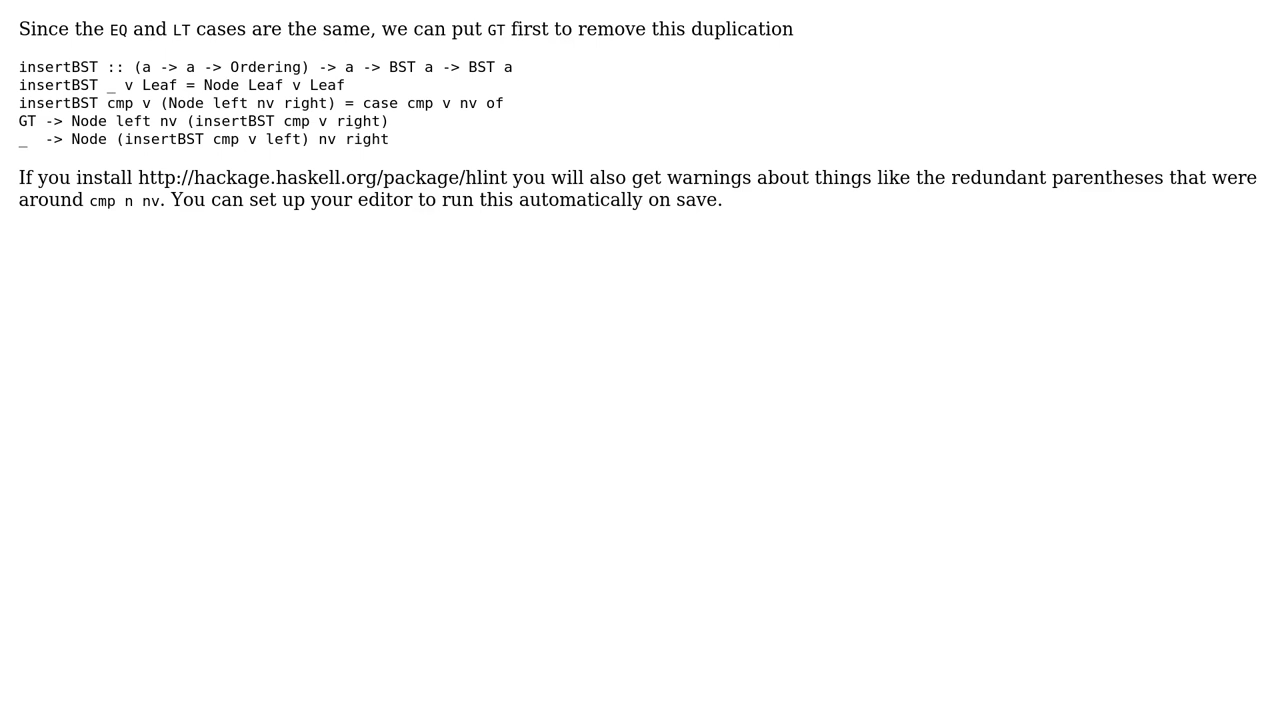 Since the EQ and LT cases are the same, we can put GT first to remove this duplication
insertBST :: (a -> a -> Ordering) -> a -> BST a -> BST a
insertBST _ v Leaf = Node Leaf v Leaf
insertBST cmp v (Node left nv right) = case cmp v nv of
GT -> Node left nv (insertBST cmp v right)
_  -> Node (insertBST cmp v left) nv right
If you install http://hackage.haskell.org/package/hlint you will also get warnings about things like the redundant parentheses that were
around cmp n nv. You can set up your editor to run this automatically on save.